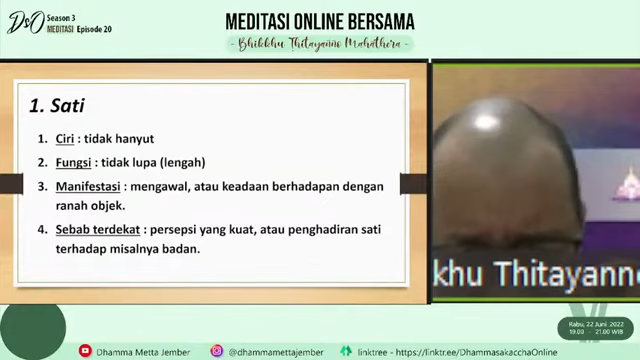 DsO Season 3
MEDITASI Episode 20
MEDITASI ONLINE BERSAMA
- Bhikkhu Thitayanno Mahathera -
1. Sati
1. Ciri : tidak hanyut
2. Fungsi : tidak lupa (lengah)
3. Manifestasi : mengawal, atau keadaan berhadapan dengan
ranah objek.
4. Sebab terdekat : persepsi yang kuat, atau penghadiran sati
terhadap misalnya badan.
khu Thitayanno
Rabu, 22 Juni 2022
19.00 - 21.00 WIB
Dhamma Metta Jember
@dhammamettajember
linktree - https://linktr.ee/DhammasakacchaOnline